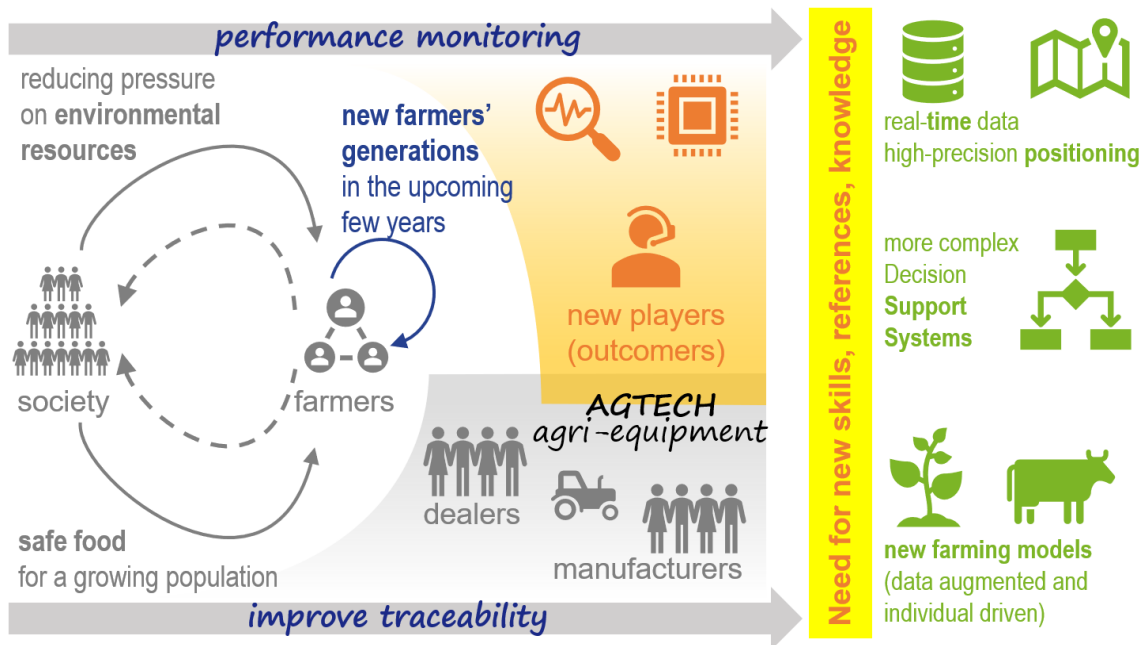 performance monitoring
reducing pressure
on environmental
resources
new farmers’
generations
in the upcoming
few years
society
farmers
safe food
for a growing population
new players
(outcomers)
AGTECH
agri-equipment
dealers
manufacturers
improve traceability
Need for new skills, references, knowledge
real-time data
high-precision positioning
more complex
Decision
Support
Systems
new farming models
(data augmented and
individual driven)